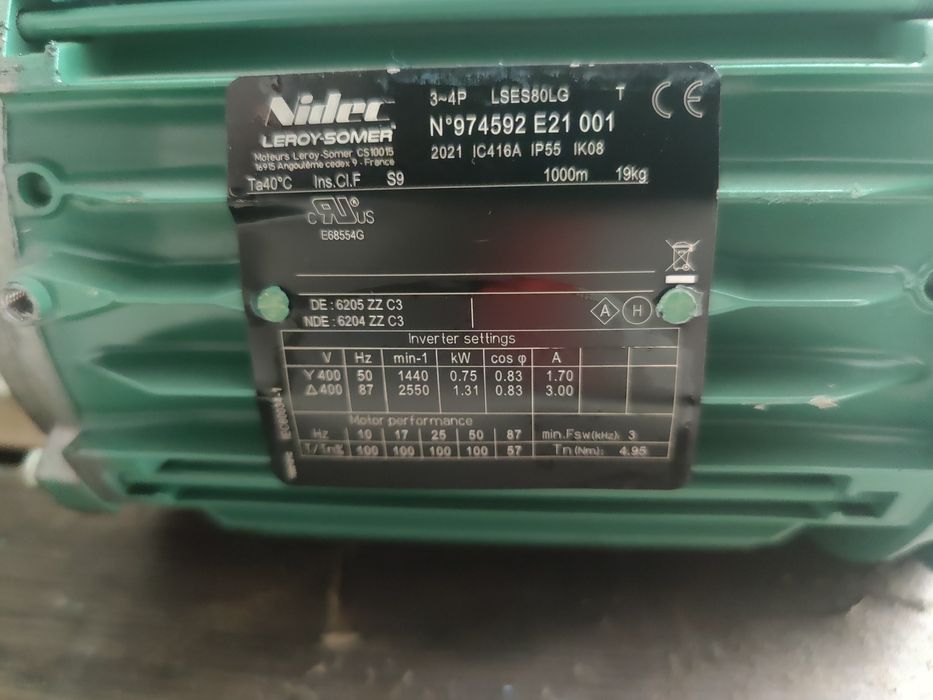 Nidec
LEROY-SOMER
Moteurs Leroy-Somer CS10015
16915 Angoulême cedex 9 - France
3~4P LSES80LG T CE
N°974592 E21 001
2021 IC416A IP55 IK08
Ta40°C Ins.Cl.F S9 1000m 19kg
c RU ® US
E68554G
DE : 6205 ZZ C3
NDE : 6204 ZZ C3
A H
Inverter settings
V Hz min-1 kW cos φ A
Y 400 50 1440 0.75 0.83 1.70
Δ 400 87 2550 1.31 0.83 3.00
Motor performance
Hz 10 17 25 50 87 min.Fsw(kHz): 3
T/Tn% 100 100 100 100 57 Tn(Nm): 4.95